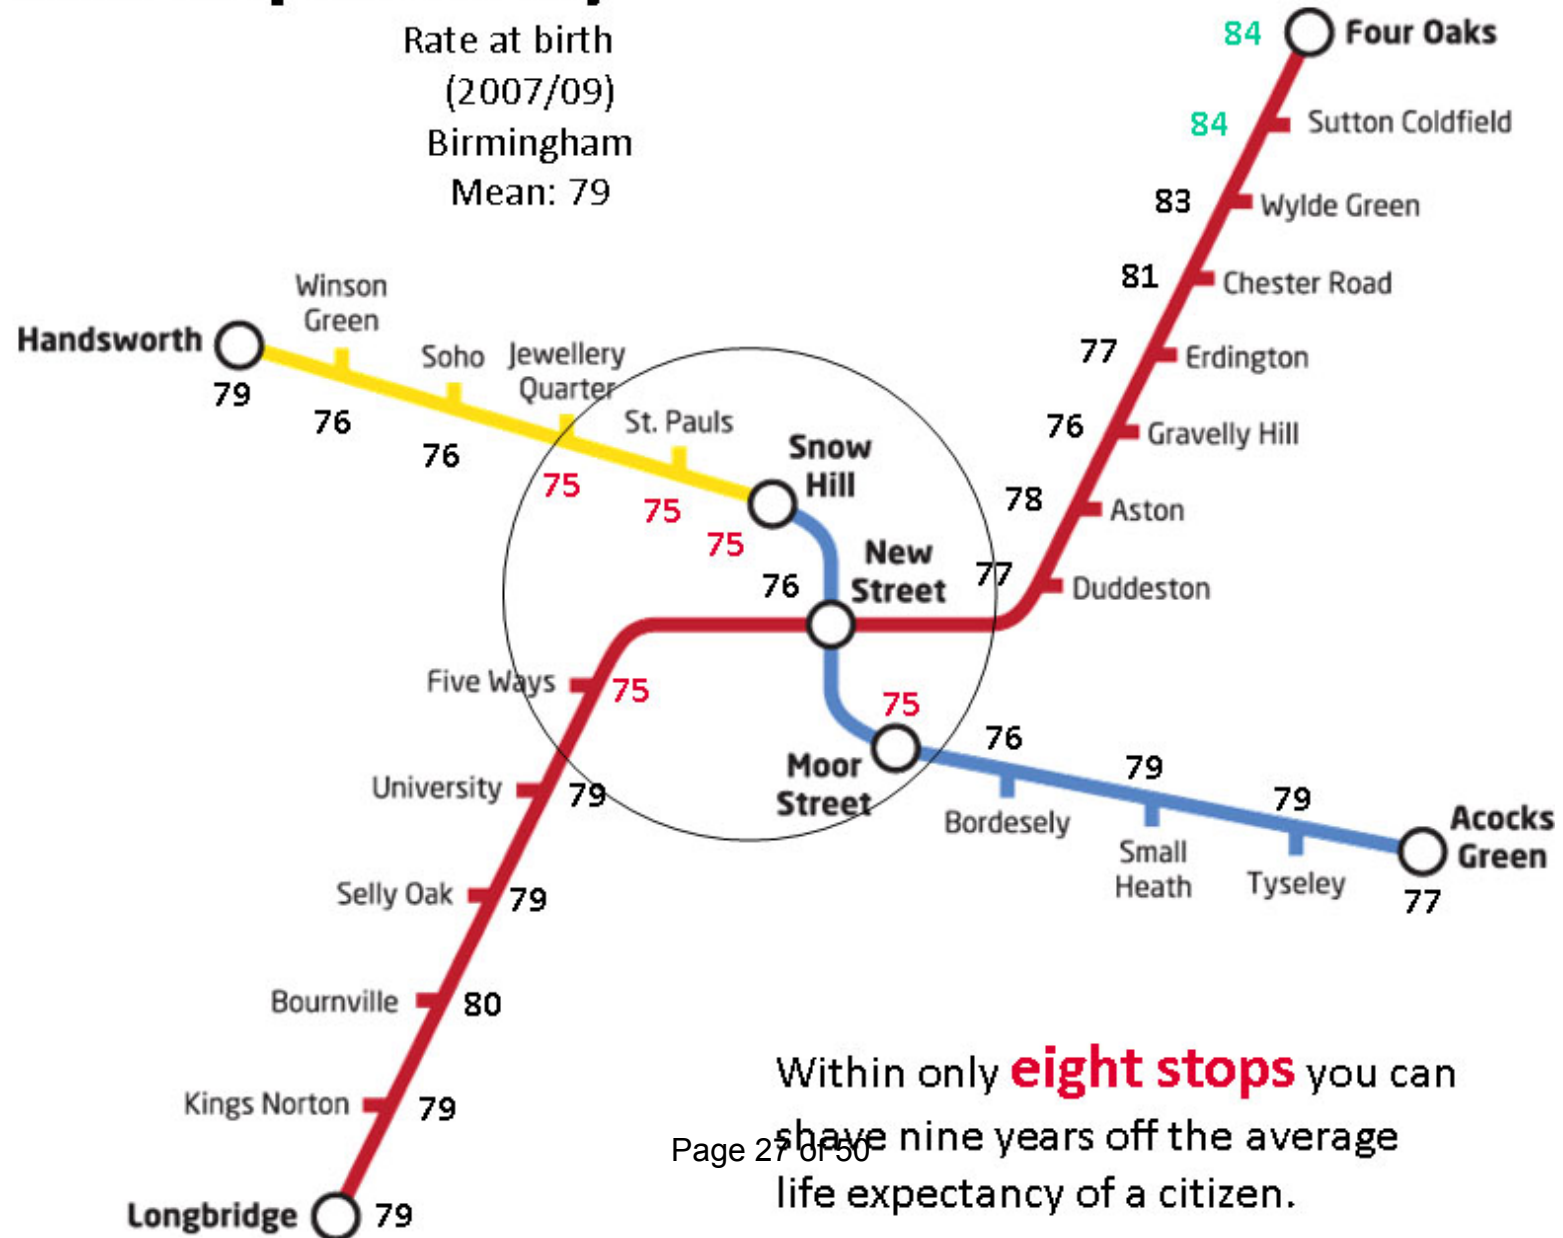 Rate at birth
(2007/09)
Birmingham
Mean: 79
84 Four Oaks
84 Sutton Coldfield
83 Wylde Green
81 Chester Road
77 Erdington
76 Gravelly Hill
78 Aston
77 Duddeston
Handsworth
79
Winson
Green
76
Soho
76
Jewellery
Quarter
75
St. Pauls
75
Snow
Hill
75
New
Street
76
Five Ways 75
University 79
Selly Oak 79
Bournville 80
Kings Norton 79
Longbridge 79
75
Moor
Street
76
Bordesely
79
Small
Heath
79
Tyseley
Acocks
Green
77
Within only eight stops you can
shave nine years off the average
life expectancy of a citizen.
Page 27 of 50